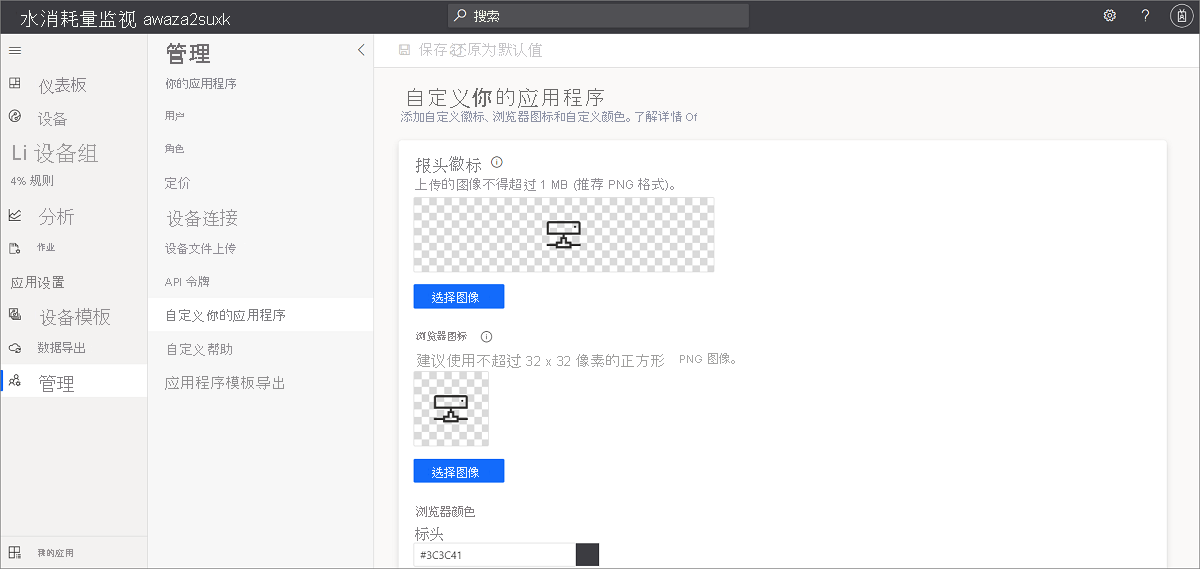 水消耗量监视 awaza2suxk
搜索
?
仪表板
设备
Li 设备组
4% 规则
分析
作业
应用设置
设备模板
数据导出
管理
我的应用
管理
你的应用程序
用户
角色
定价
设备连接
设备文件上传
API 令牌
自定义你的应用程序
自定义帮助
应用程序模板导出
保存还原为默认值
自定义你的应用程序
添加自定义徽标、浏览器图标和自定义颜色。了解详情 Of
报头徽标
上传的图像不得超过 1 MB (推荐 PNG 格式)。
选择图像
浏览器图标
建议使用不超过 32 x 32 像素的正方形 PNG 图像。
选择图像
浏览器颜色
标头
#3C3C41